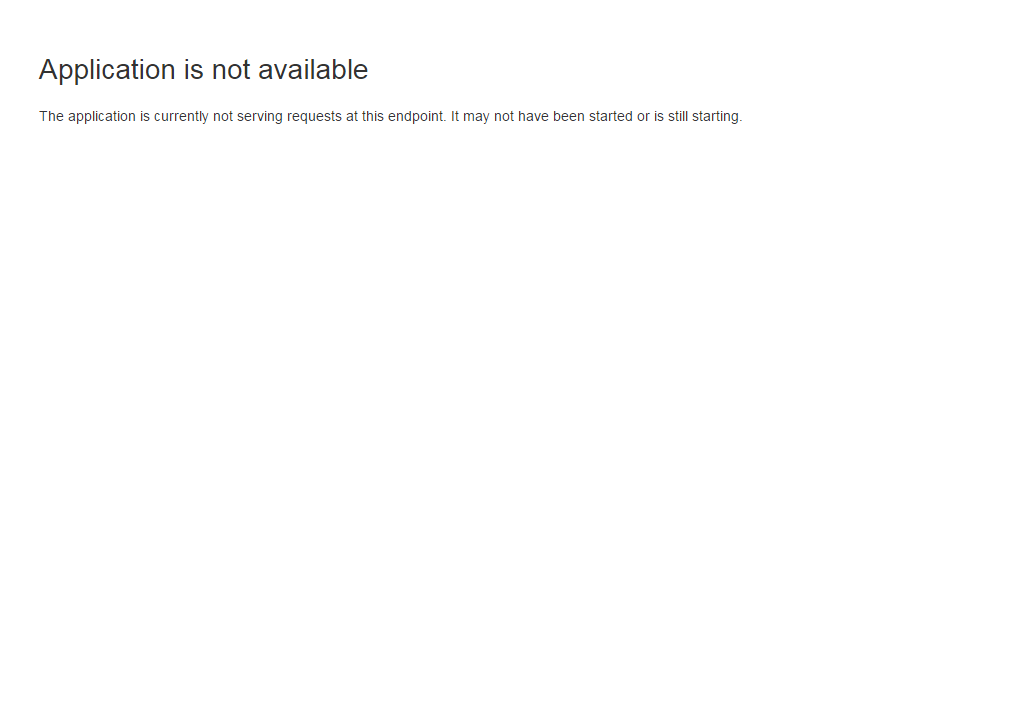 Application is not available
The application is currently not serving requests at this endpoint. It may not have been started or is still starting.